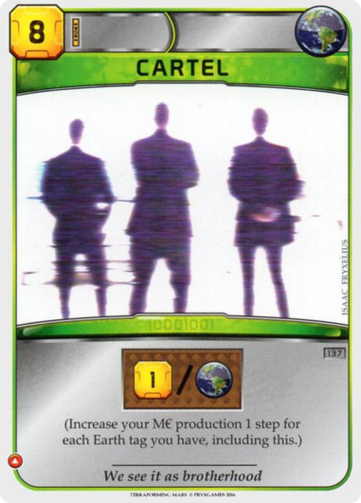 8
CARTEL
ISAAC FRYXELIUS
10001001
137
1 /
(Increase your M€ production 1 step for
each Earth tag you have, including this.)
We see it as brotherhood
TERRAFORMING MARS © FRYXGAMES 2016